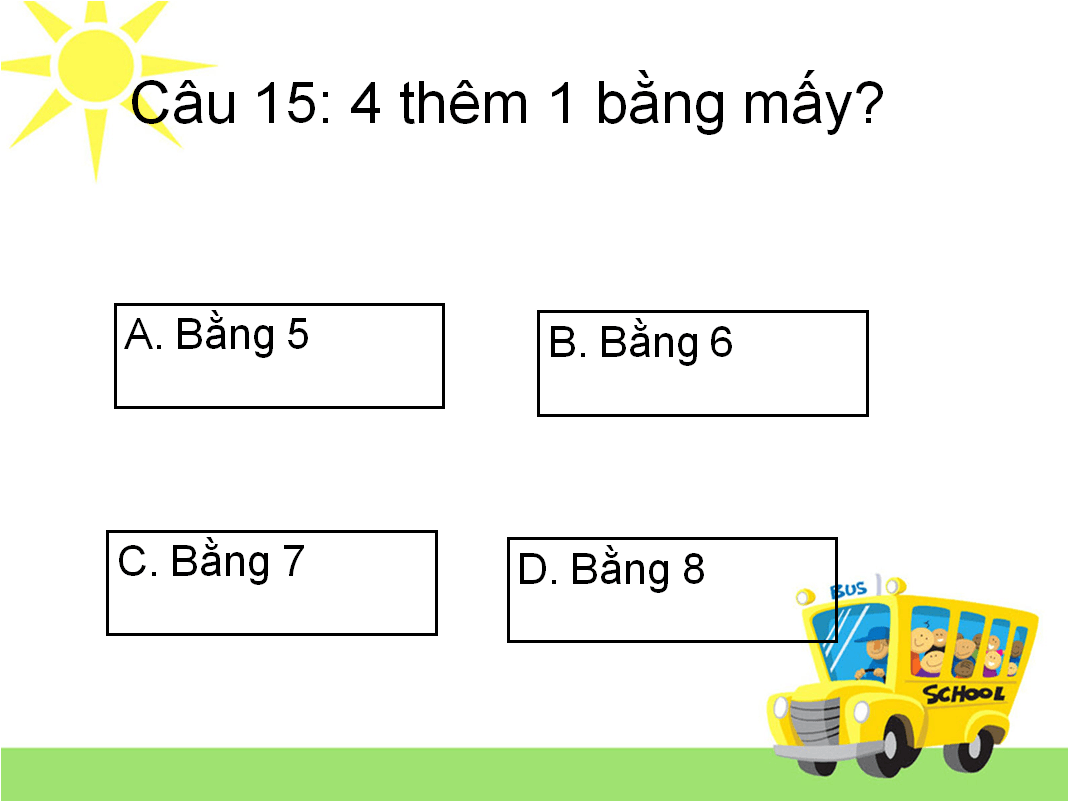 Câu 15: 4 thêm 1 bằng mấy?
A. Bằng 5
B. Bằng 6
C. Bằng 7
D. Bằng 8
BUS
SCHOOL